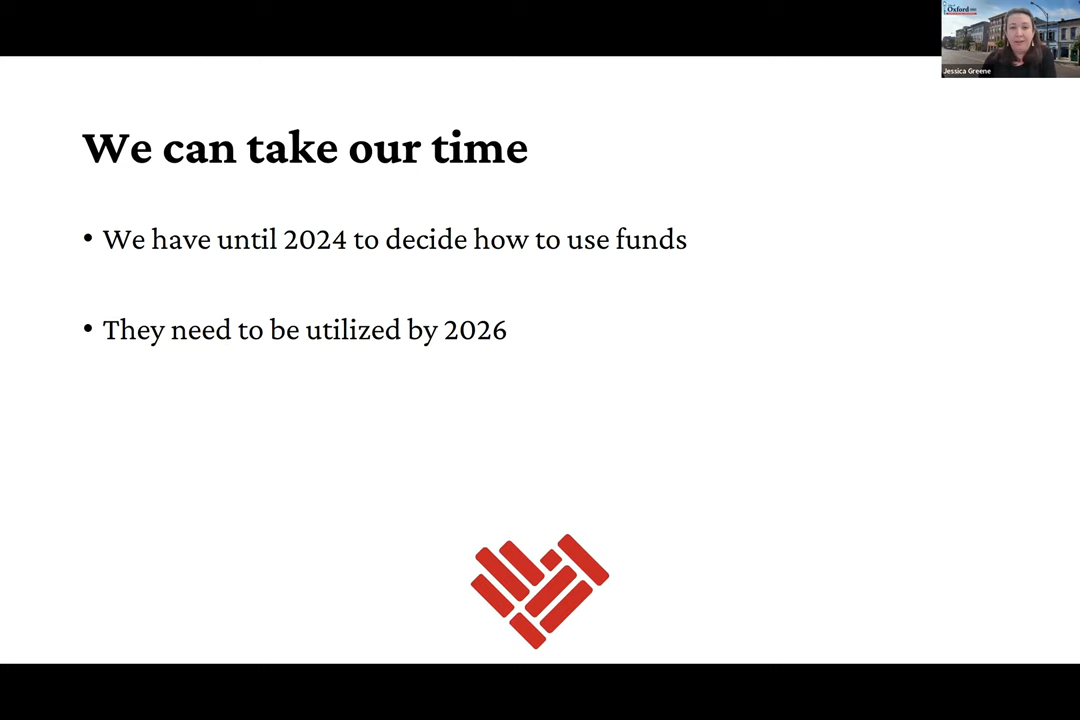 Oxford
Jessica Greene
We can take our time
• We have until 2024 to decide how to use funds
• They need to be utilized by 2026